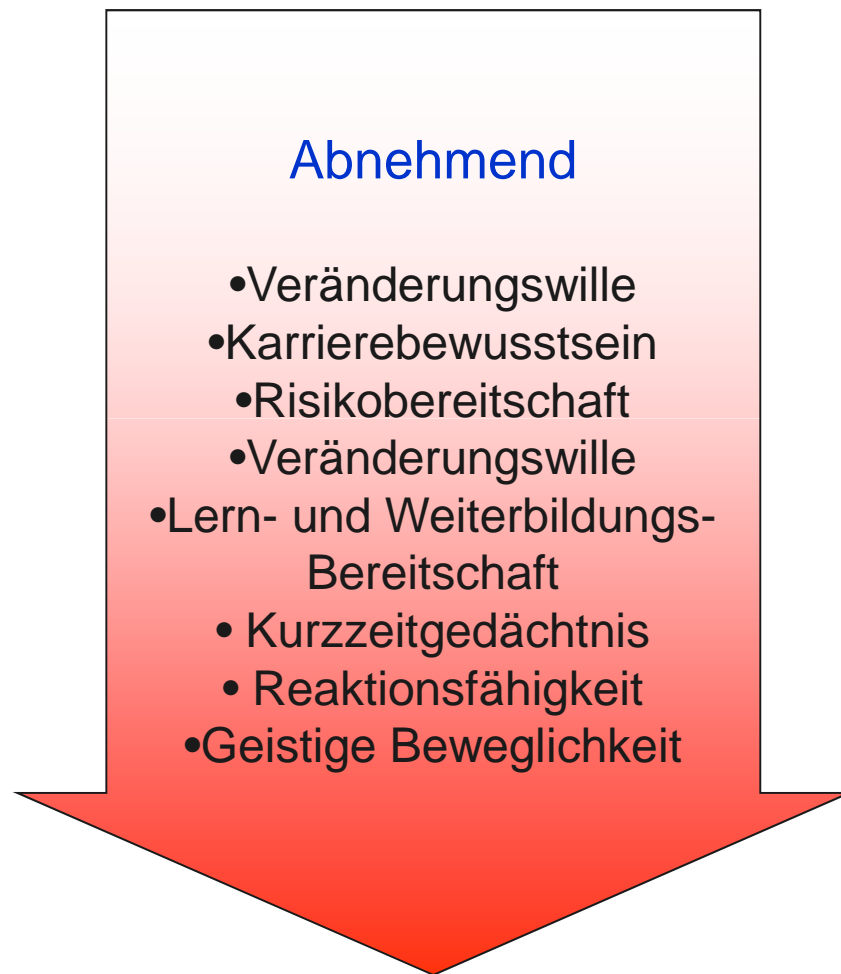 Abnehmend
•Veränderungswille
•Karrierebewusstsein
•Risikobereitschaft
•Veränderungswille
•Lern- und Weiterbildungs-
Bereitschaft
• Kurzzeitgedächtnis
• Reaktionsfähigkeit
•Geistige Beweglichkeit